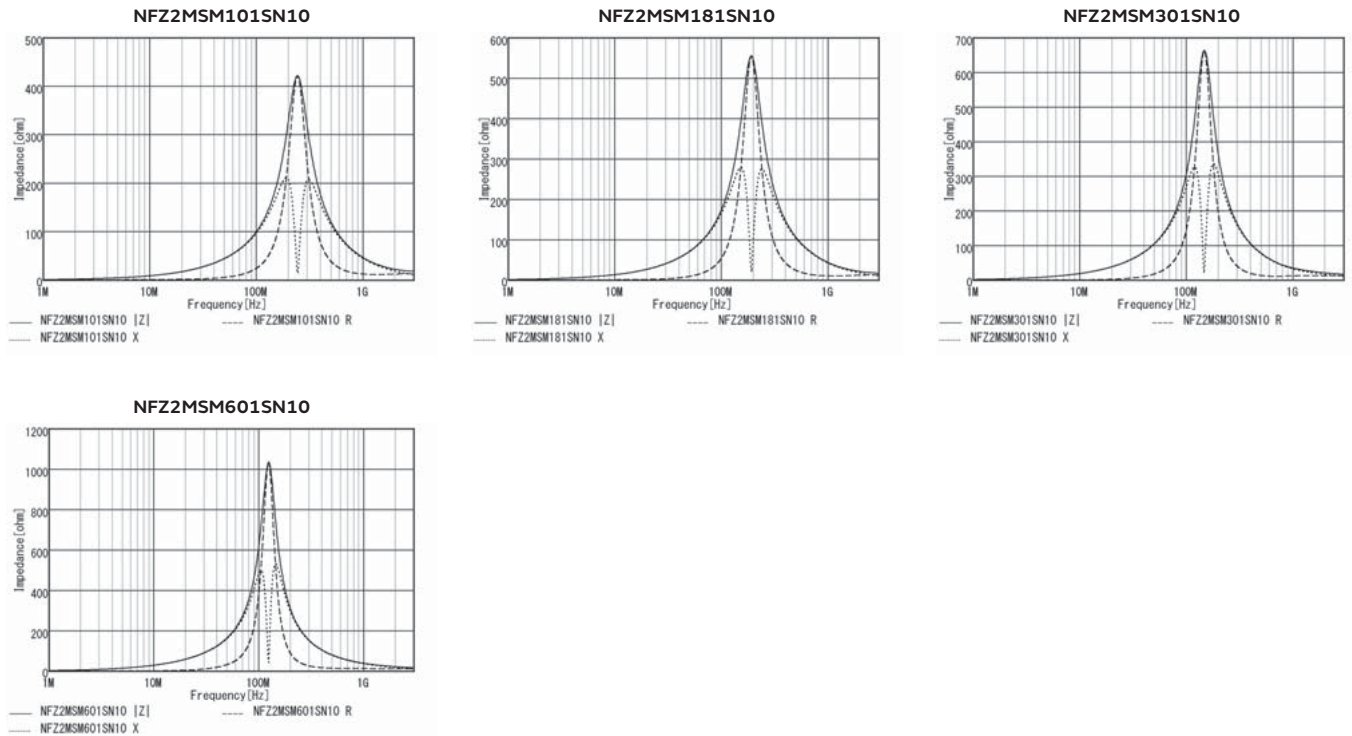 NFZ2MSM101SN10
500
400
300
200
100
0
Impedance[ohm]
1M 10M 100M 1G
Frequency[Hz]
NFZ2MSM101SN10 |Z| NFZ2MSM101SN10 R
NFZ2MSM101SN10 X
NFZ2MSM181SN10
600
500
400
300
200
100
0
Impedance[ohm]
1M 10M 100M 1G
Frequency[Hz]
NFZ2MSM181SN10 |Z| NFZ2MSM181SN10 R
NFZ2MSM181SN10 X
NFZ2MSM301SN10
700
600
500
400
300
200
100
0
Impedance[ohm]
1M 10M 100M 1G
Frequency[Hz]
NFZ2MSM301SN10 |Z| NFZ2MSM301SN10 R
NFZ2MSM301SN10 X
NFZ2MSM601SN10
1200
1000
800
600
400
200
0
Impedance[ohm]
1M 10M 100M 1G
Frequency[Hz]
NFZ2MSM601SN10 |Z| NFZ2MSM601SN10 R
NFZ2MSM601SN10 X